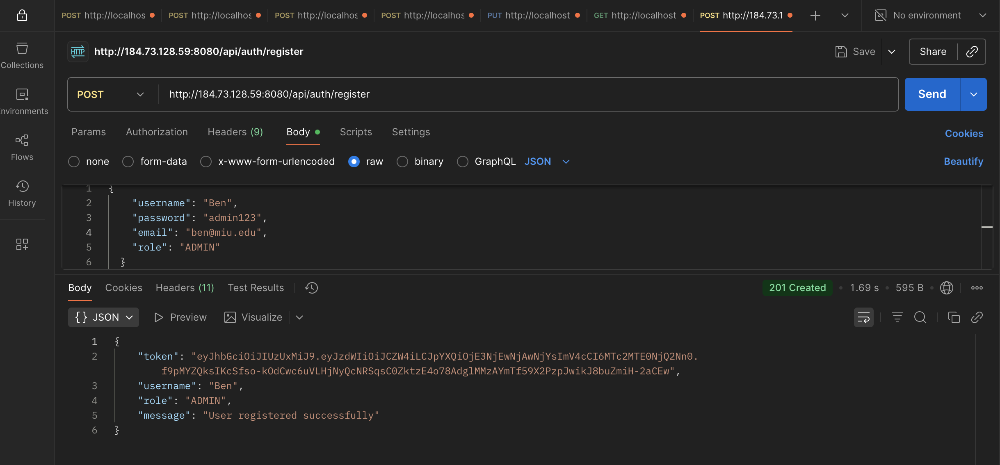 POST http://localhos
POST http://localhos
POST http://localhos
POST http://localhos
PUT http://localhost
GET http://localhost
POST http://184.73.1
No environment
Collections
nvironments
Flows
History
HTTP
http://184.73.128.59:8080/api/auth/register
Save
Share
POST
http://184.73.128.59:8080/api/auth/register
Send
Params Authorization Headers (9) Body Scripts Settings
Cookies
none form-data x-www-form-urlencoded raw binary GraphQL JSON
Beautify
1 {
2 "username": "Ben",
3 "password": "admin123",
4 "email": "ben@miu.edu",
5 "role": "ADMIN"
6 }
Body Cookies Headers (11) Test Results
201 Created • 1.69 s • 595 B
{} JSON Preview Visualize
1 {
2 "token": "eyJhbGciOiJIUzUxMiJ9.eyJzdWIiOiJCZW4iLCJpYXQiOjE3NjEwNjAwNjYsImV4cCI6MTc2MTE0NjQ2Nn0.
f9pMYZQksIKcSfso-kOdCwc6uVLHjNyQcNRSqsC0ZktzE4o78AdglMMzAYmTf59X2PzpJwikJ8buZmiH-2aCEw",
3 "username": "Ben",
4 "role": "ADMIN",
5 "message": "User registered successfully"
6 }